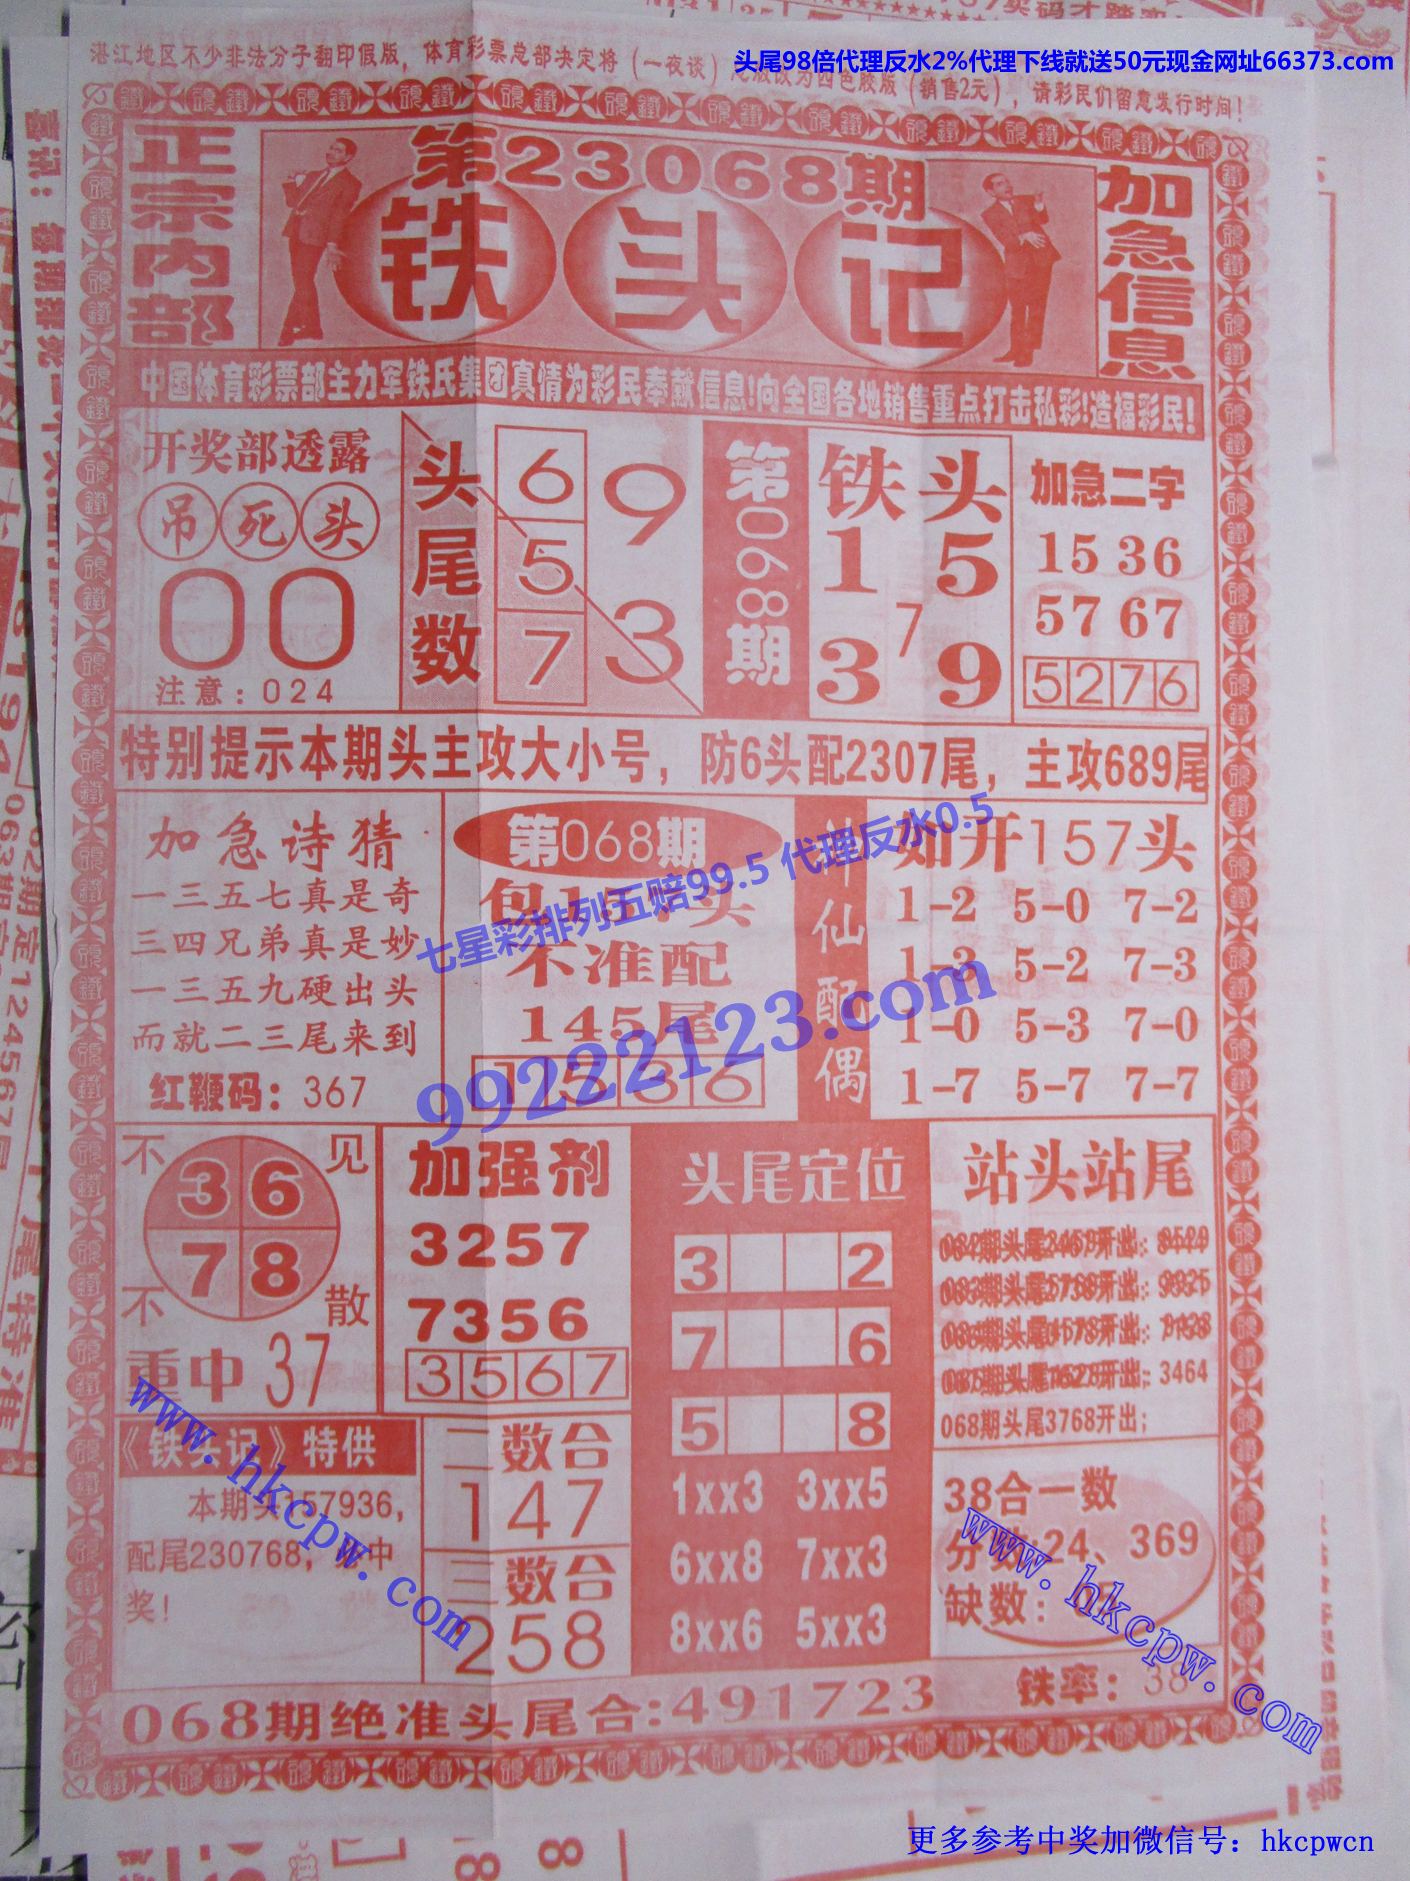 头尾98倍代理反水2%代理下线就送50元现金网址66373.com
湛江地区不少非法分子翻印假版，体育彩票总部决定将（一夜谈）版改为四色胶版（销售2元），请彩民们留意发行时间！
正宗内部
第23068期
铁头记
加急信息
中国体育彩票部主力军铁氏集团真情为彩民奉献信息！向全国各地销售重点打击私彩！造福彩民！
开奖部透露
吊死头
00
注意：024
头尾数
6
5
7
9
3
第068期
铁头
1 5
7
3 9
加急二字
15 36
57 67
5276
特别提示本期头主攻大小号，防6头配2307尾，主攻689尾
加急诗猜
一三五七真是奇
三四兄弟真是妙
一三五九硬出头
而就二三尾来到
红鞭码：367
第068期
不准配
145尾
仙配偶
如开157头
1-2 5-0 7-2
1-3 5-2 7-3
1-0 5-3 7-0
1-7 5-7 7-7
七星彩排列五赔99.5 代理反水0.5
99222123.com
不见
36
78
不散
重中37
加强剂
3257
7356
3567
头尾定位
3 2
7 6
5 8
1xx3 3xx5
6xx8 7xx3
8xx6 5xx3
站头站尾
3464
068期头尾3768开出；
《铁头记》特供
本期头157936，
配尾230768，中
奖！
二数合
147
三数合
258
38合一数
24、369
缺数：
www.hkcpw.com
www.hkcpw.com
068期绝准头尾合:491723
铁率：38
更多参考中奖加微信号：hkcpwcn